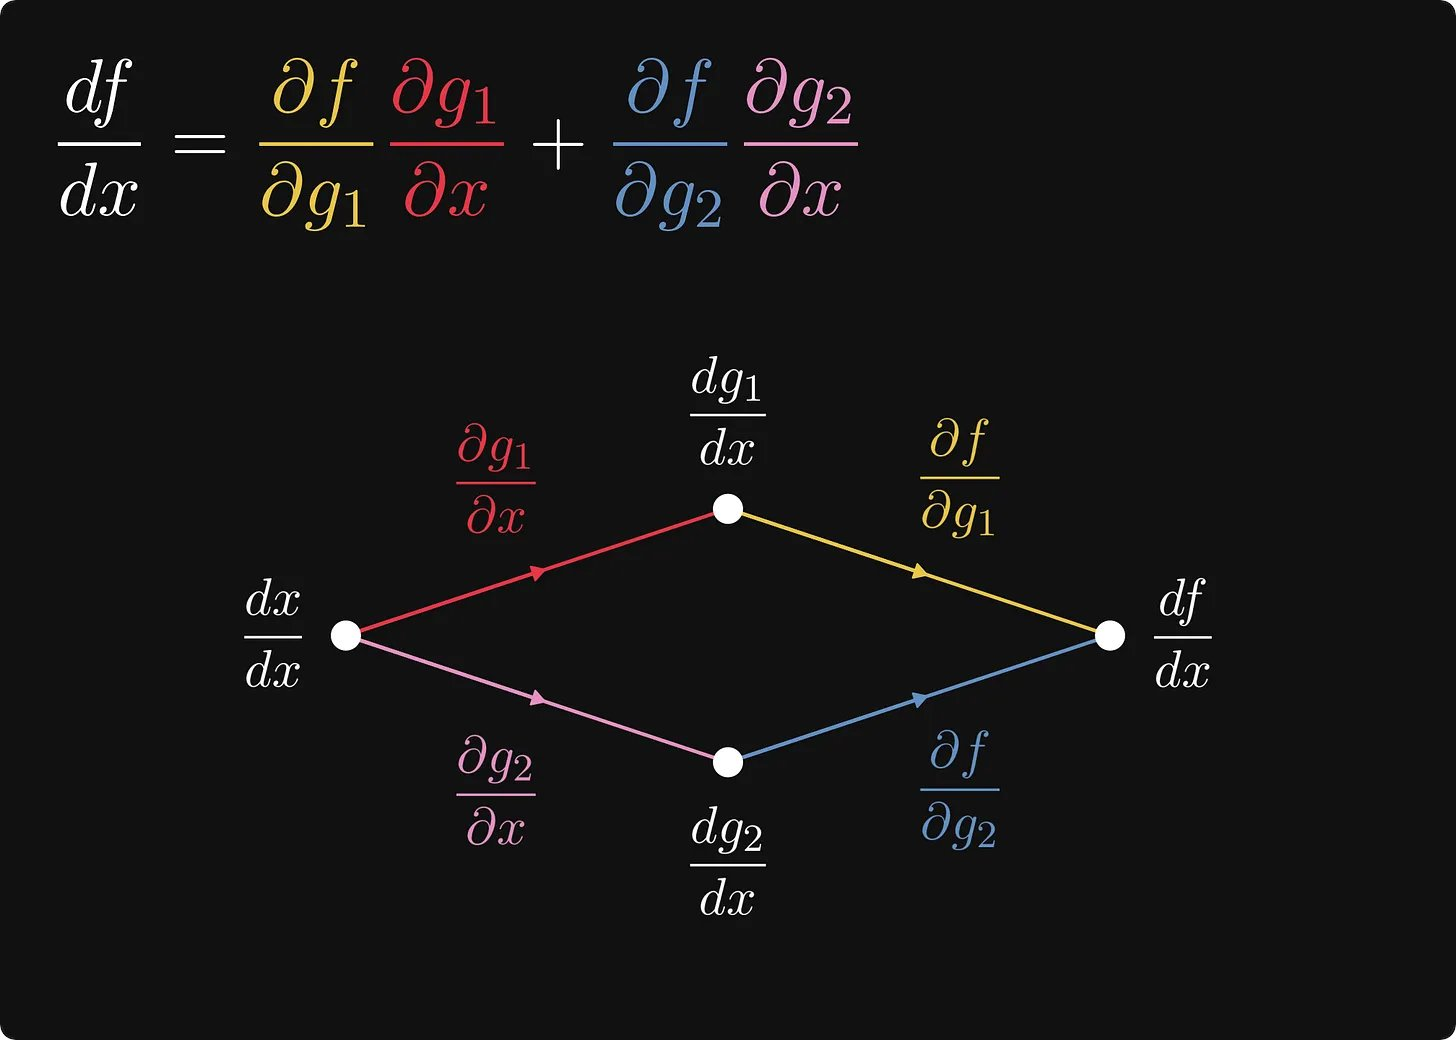 df/dx = ∂f/∂g₁ ∂g₁/∂x + ∂f/∂g₂ ∂g₂/∂x
dg₁/dx
∂g₁/∂x
∂f/∂g₁
dx/dx
df/dx
∂g₂/∂x
∂f/∂g₂
dg₂/dx